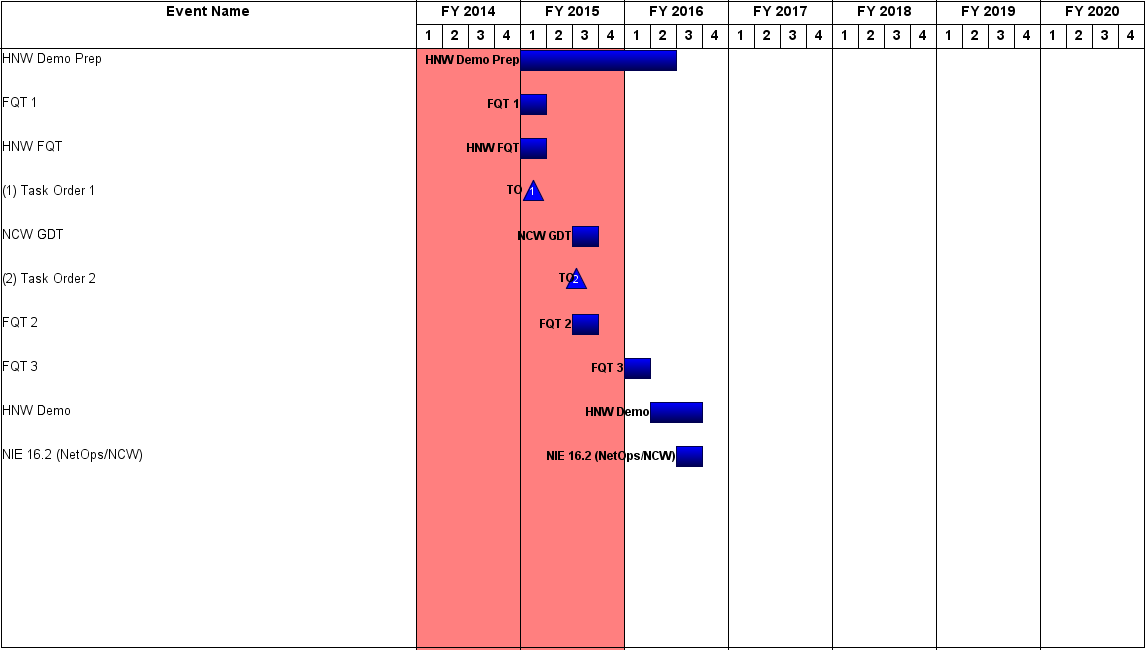 Event Name FY 2014 FY 2015 FY 2016 FY 2017 FY 2018 FY 2019 FY 2020
1 2 3 4 1 2 3 4 1 2 3 4 1 2 3 4 1 2 3 4 1 2 3 4 1 2 3 4
HNW Demo Prep HNW Demo Prep
FQT 1 FQT 1
HNW FQT HNW FQT
(1) Task Order 1 TO 1
NCW GDT NCW GDT
(2) Task Order 2 TO 2
FQT 2 FQT 2
FQT 3 FQT 3
HNW Demo HNW Demo
NIE 16.2 (NetOps/NCW) NIE 16.2 (NetOps/NCW)